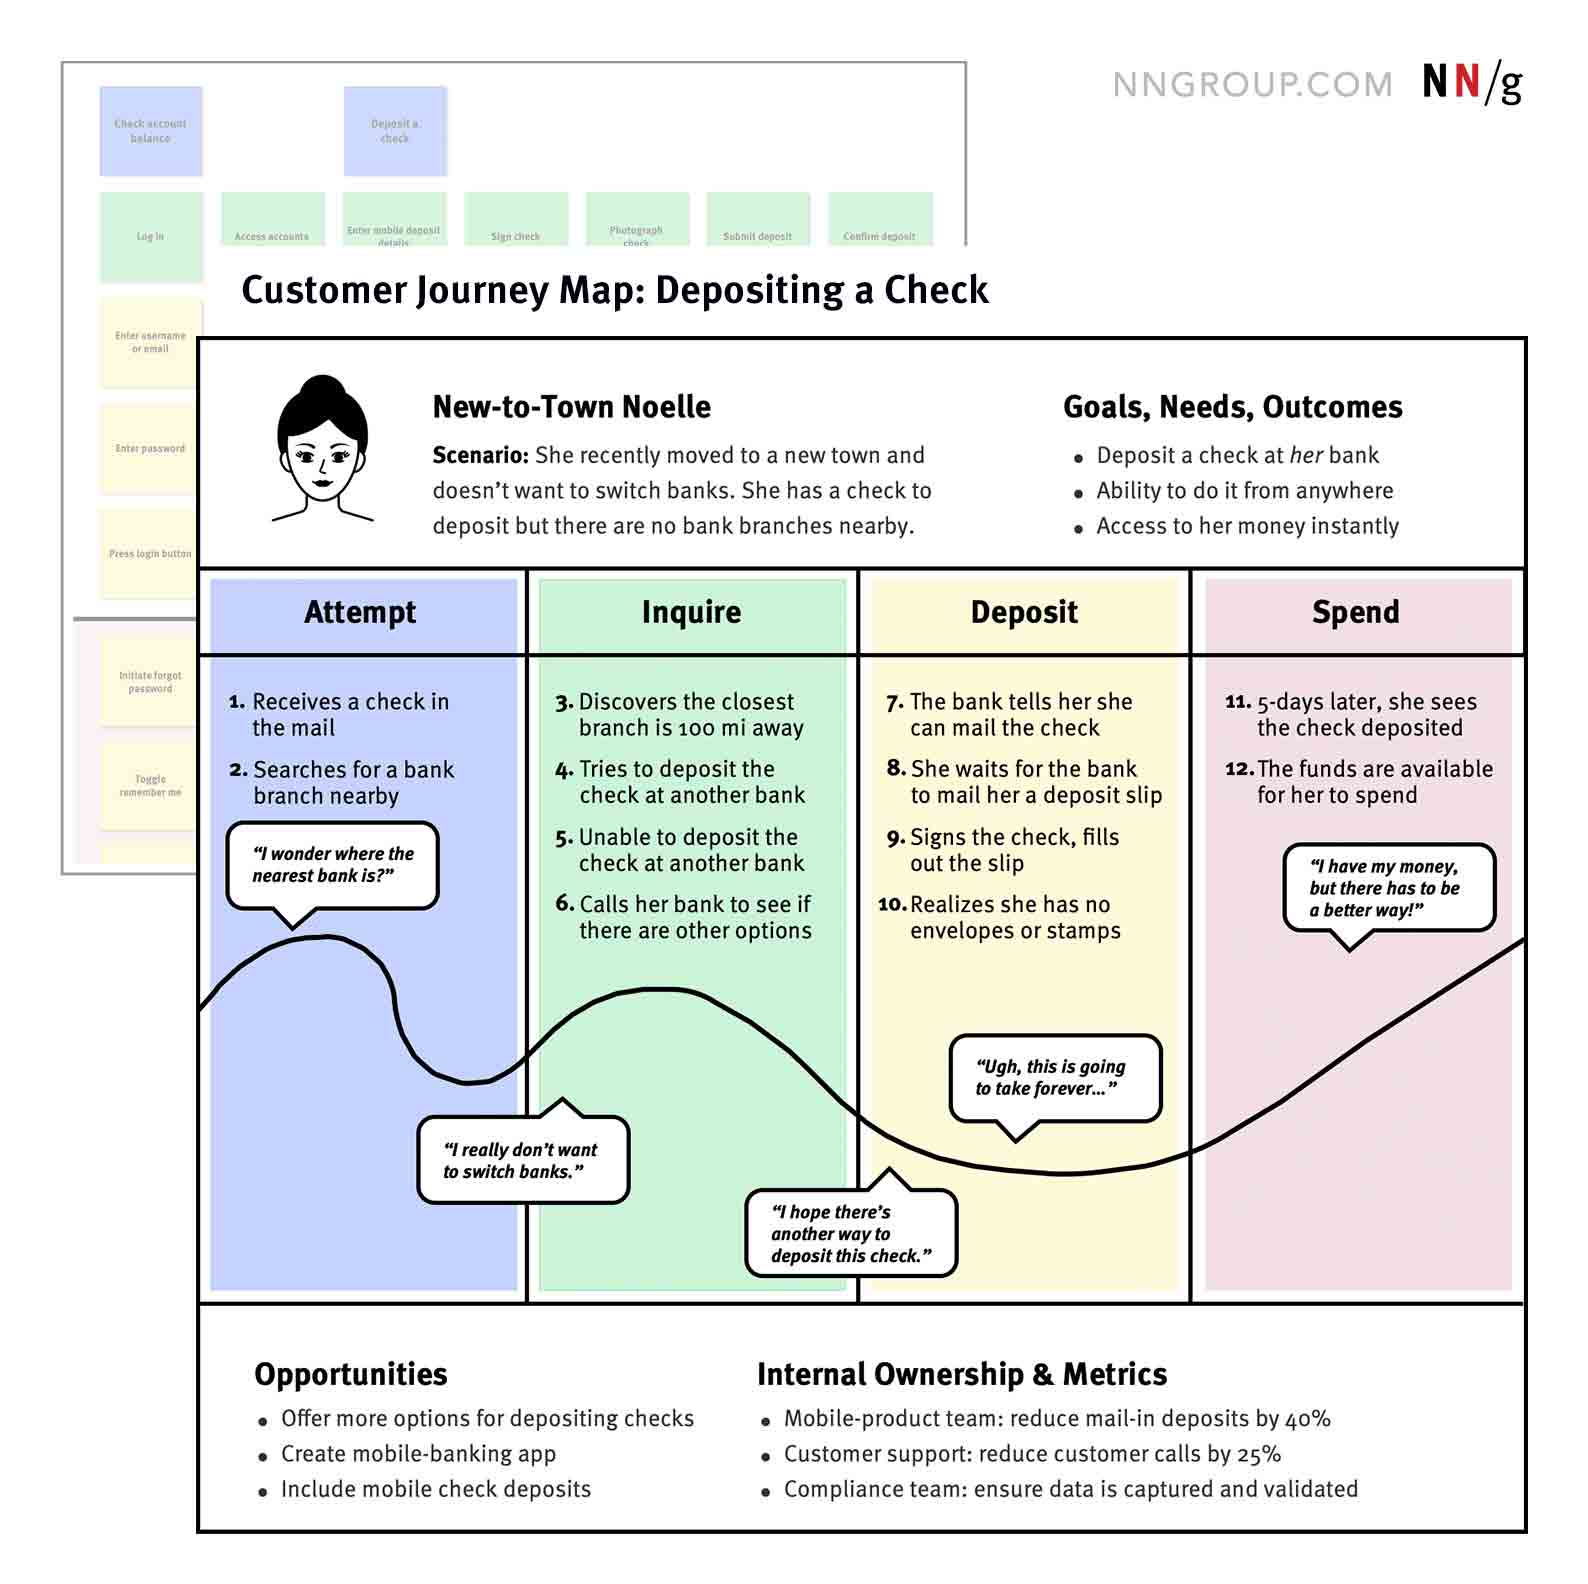 NNGROUP.COM NN/g
Check account
balance
Deposit a
check
Log in
Access accounts
Enter mobile deposit
details
Sign check
Photograph
check
Submit deposit
Confirm deposit
Enter username
or email
Enter password
Press login button
Initiate forgot
password
Toggle
remember me
Customer Journey Map: Depositing a Check
New-to-Town Noelle
Scenario: She recently moved to a new town and
doesn't want to switch banks. She has a check to
deposit but there are no bank branches nearby.
Goals, Needs, Outcomes
• Deposit a check at her bank
• Ability to do it from anywhere
• Access to her money instantly
Attempt
1. Receives a check in
the mail
2. Searches for a bank
branch nearby
“I wonder where the
nearest bank is?”
“I really don’t want
to switch banks.”
Inquire
3. Discovers the closest
branch is 100 mi away
4. Tries to deposit the
check at another bank
5. Unable to deposit the
check at another bank
6. Calls her bank to see if
there are other options
“I hope there’s
another way to
deposit this check.”
Deposit
7. The bank tells her she
can mail the check
8. She waits for the bank
to mail her a deposit slip
9. Signs the check, fills
out the slip
10. Realizes she has no
envelopes or stamps
“Ugh, this is going
to take forever...”
Spend
11. 5-days later, she sees
the check deposited
12. The funds are available
for her to spend
“I have my money,
but there has to be
a better way!”
Opportunities
• Offer more options for depositing checks
• Create mobile-banking app
• Include mobile check deposits
Internal Ownership & Metrics
• Mobile-product team: reduce mail-in deposits by 40%
• Customer support: reduce customer calls by 25%
• Compliance team: ensure data is captured and validated